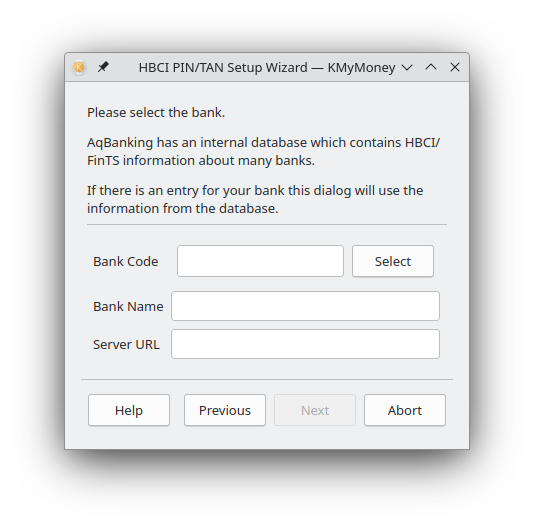 HBCI PIN/TAN Setup Wizard — KMyMoney
Please select the bank.
AqBanking has an internal database which contains HBCI/
FinTS information about many banks.
If there is an entry for your bank this dialog will use the
information from the database.
Bank Code
Select
Bank Name
Server URL
Help
Previous
Next
Abort